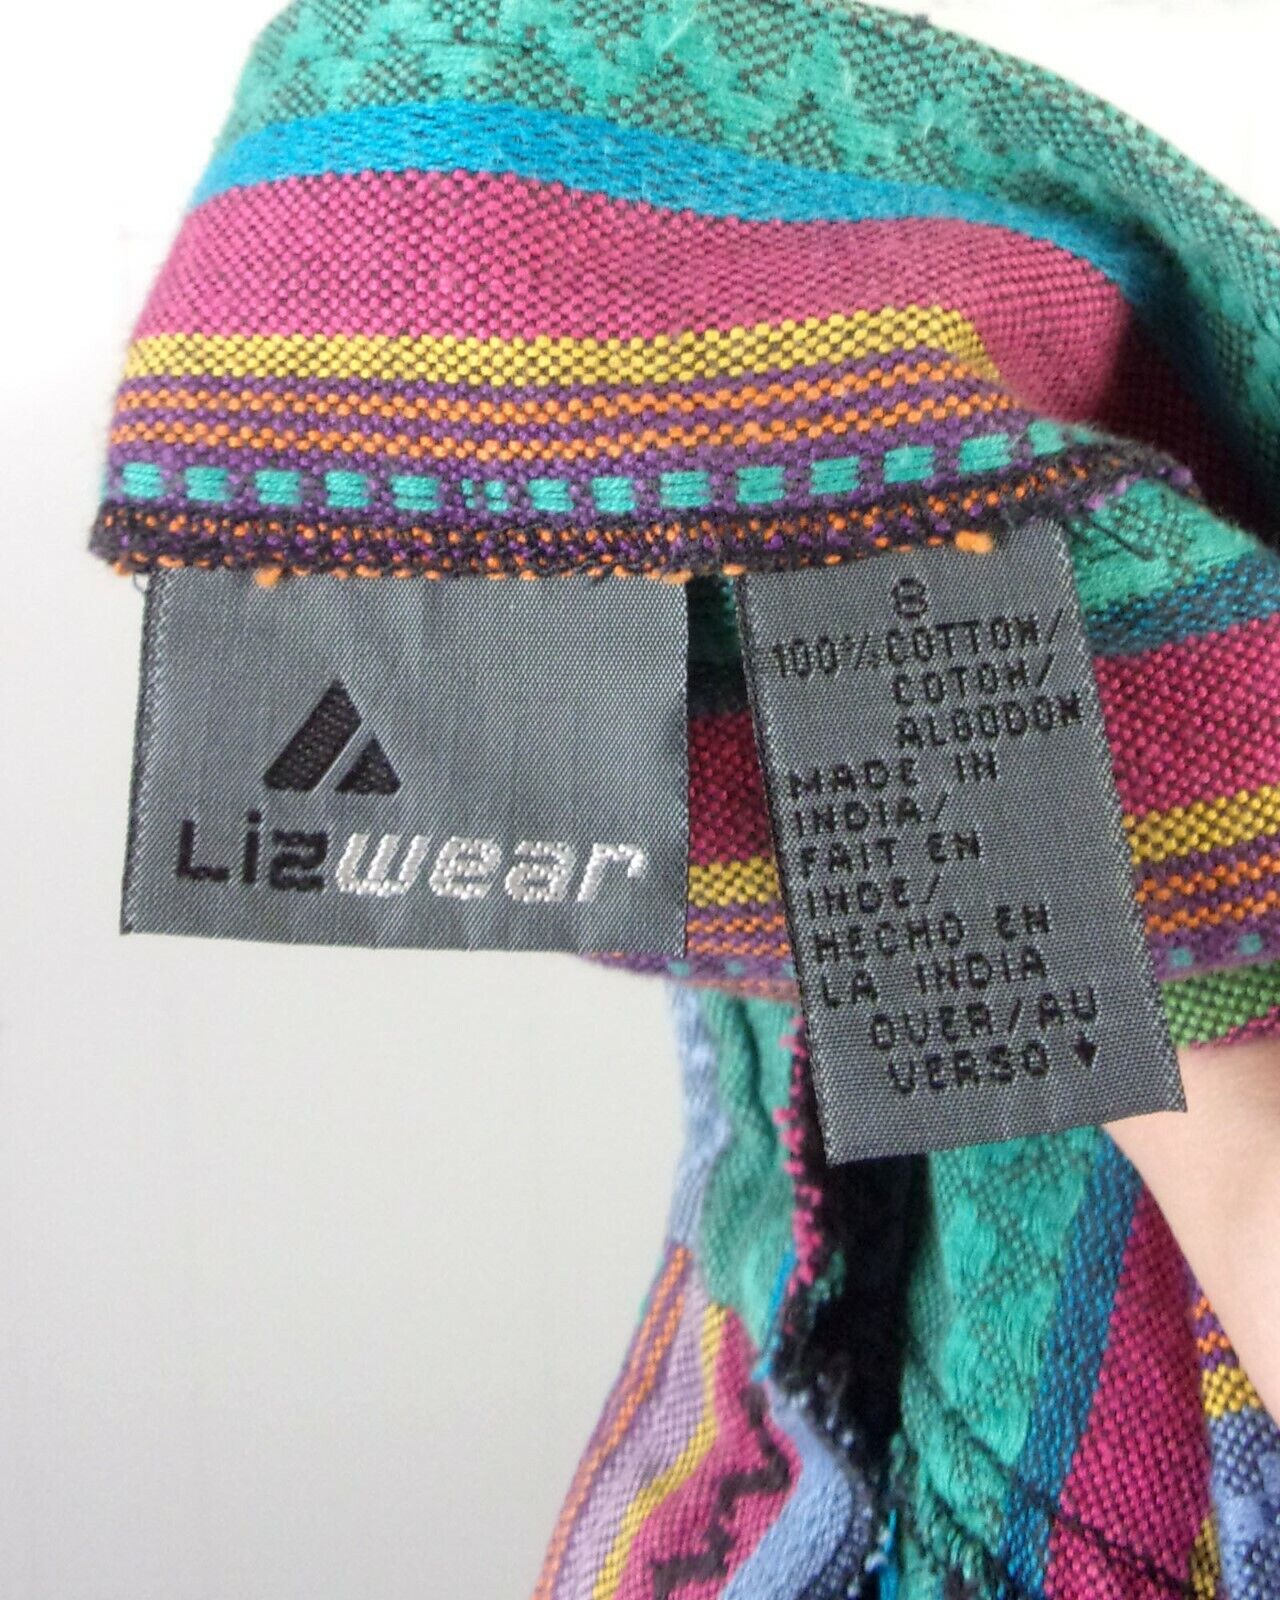 Lizwear
8
100% COTTON/
COTON/
ALGODON
MADE IN
INDIA/
FAIT EN
INDE/
HECHO EN
LA INDIA
OVER/AU
VERSO